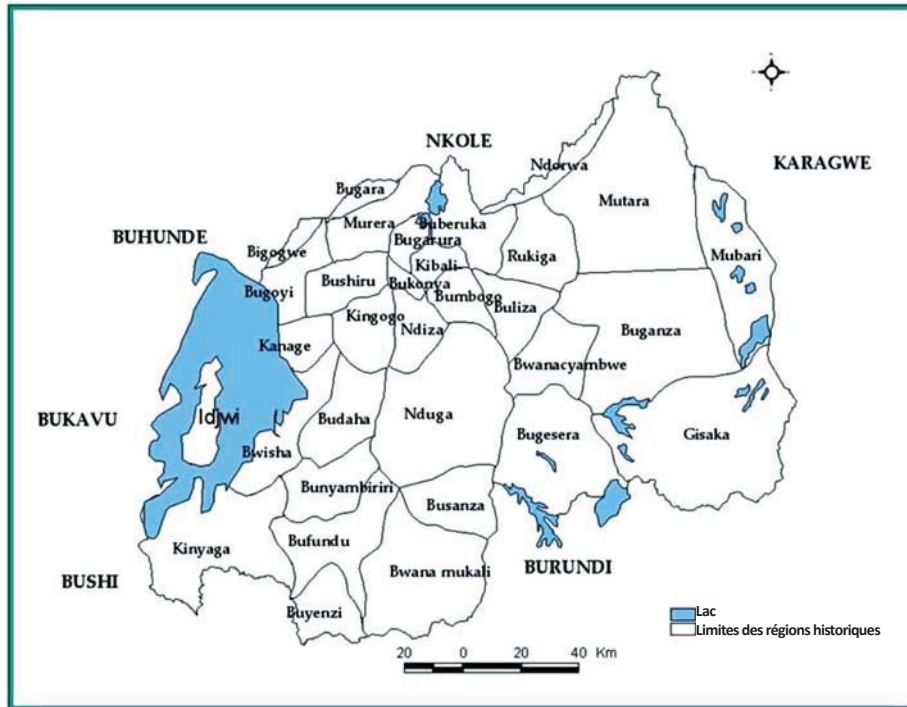 NKOLE
KARAGWE
Ndorwa
Bugara
Mutara
Murera
Buberuka
BUHUNDE
Bugarura
Bigogwe
Rukiga
Mubari
Kibali
Bushiru
Bukonya
Bugoyi
Bumbogo
Kingogo
Buliza
Ndiza
Buganza
Kanage
Bwanacyambwe
BUKAVU
Idjwi
Budaha
Nduga
Bugesera
Gisaka
Bwisha
Bunyambiriri
Busanza
Kinyaga
Bufundu
BUSHI
Bwana mukali
BURUNDI
Buyenzi
Lac
Limites des régions historiques
20 0 20 40 Km